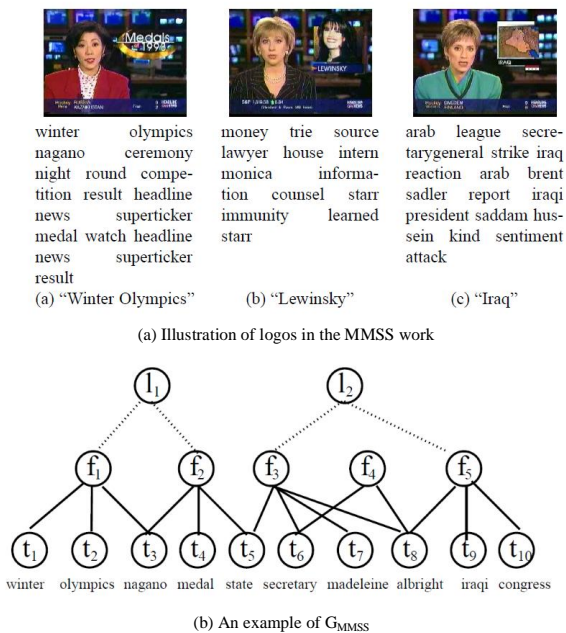 Medals
1998
LEWINSKY
IRAQ
winter olympics
nagano ceremony
night round compe-
tition result headline
news superticker
medal watch headline
news superticker
result
(a) “Winter Olympics”
money trie source
lawyer house intern
monica informa-
tion counsel starr
immunity learned
starr
(b) “Lewinsky”
arab league secre-
tarygeneral strike iraq
reaction arab brent
sadler report iraqi
president saddam hus-
sein kind sentiment
attack
(c) “Iraq”
(a) Illustration of logos in the MMSS work
l1 l2
f1 f2 f3 f4 f5
t1 t2 t3 t4 t5 t6 t7 t8 t9 t10
winter olympics nagano medal state secretary madeleine albright iraqi congress
(b) An example of GMMSS